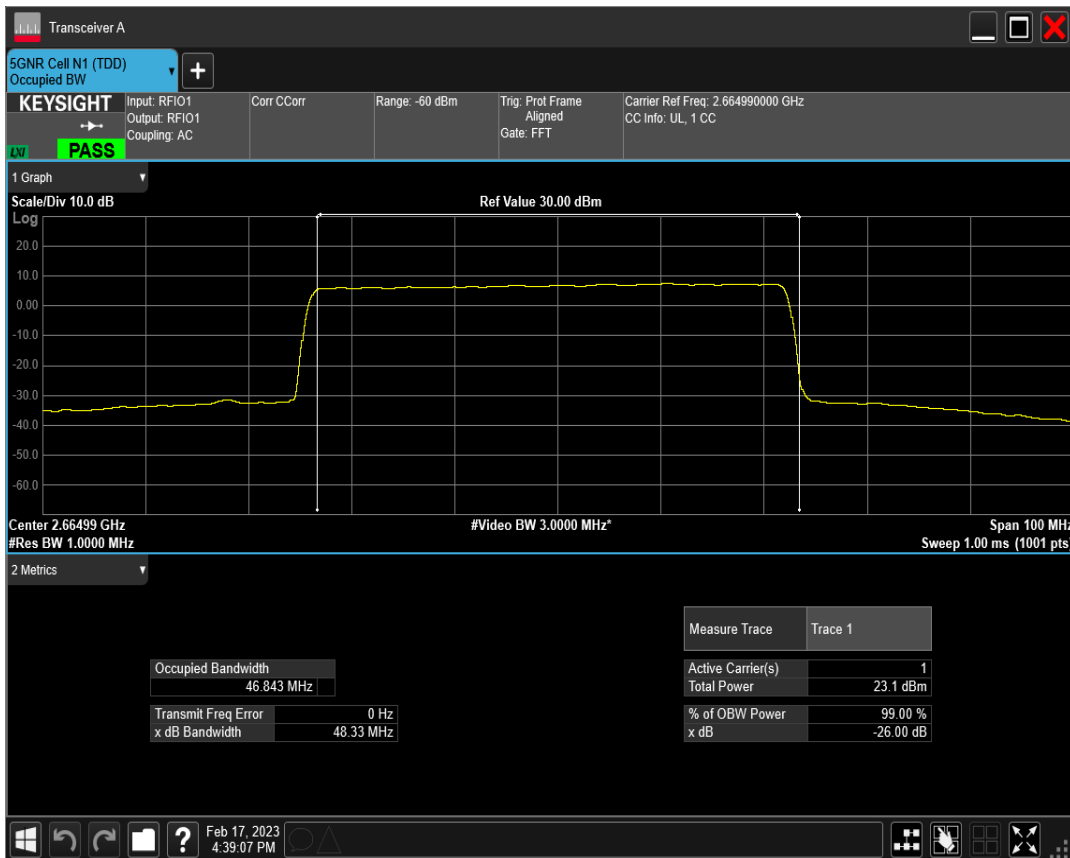 Transceiver A
5GNR Cell N1 (TDD)
Occupied BW
+
KEYSIGHT
LXI
PASS
Input: RFIO1
Output: RFIO1
Coupling: AC
Corr CCorr
Range: -60 dBm
Trig: Prot Frame
Aligned
Gate: FFT
Carrier Ref Freq: 2.664990000 GHz
CC Info: UL, 1 CC
1 Graph
Scale/Div 10.0 dB
Ref Value 30.00 dBm
Log
20.0
10.0
0.00
-10.0
-20.0
-30.0
-40.0
-50.0
-60.0
Center 2.66499 GHz
#Video BW 3.0000 MHz*
Span 100 MHz
#Res BW 1.0000 MHz
Sweep 1.00 ms (1001 pts)
2 Metrics
Measure Trace Trace 1
Occupied Bandwidth
46.843 MHz
Active Carrier(s) 1
Total Power 23.1 dBm
Transmit Freq Error 0 Hz
x dB Bandwidth 48.33 MHz
% of OBW Power 99.00 %
x dB -26.00 dB
?
Feb 17, 2023
4:39:07 PM